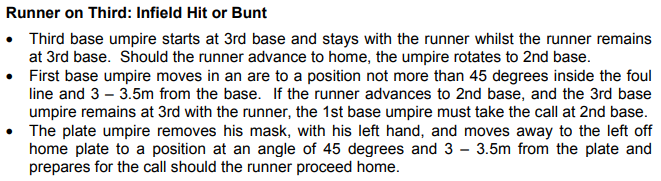 Runner on Third: Infield Hit or Bunt
• Third base umpire starts at 3rd base and stays with the runner whilst the runner remains
at 3rd base. Should the runner advance to home, the umpire rotates to 2nd base.
• First base umpire moves in an are to a position not more than 45 degrees inside the foul
line and 3 – 3.5m from the base. If the runner advances to 2nd base, and the 3rd base
umpire remains at 3rd with the runner, the 1st base umpire must take the call at 2nd base.
• The plate umpire removes his mask, with his left hand, and moves away to the left off
home plate to a position at an angle of 45 degrees and 3 – 3.5m from the plate and
prepares for the call should the runner proceed home.